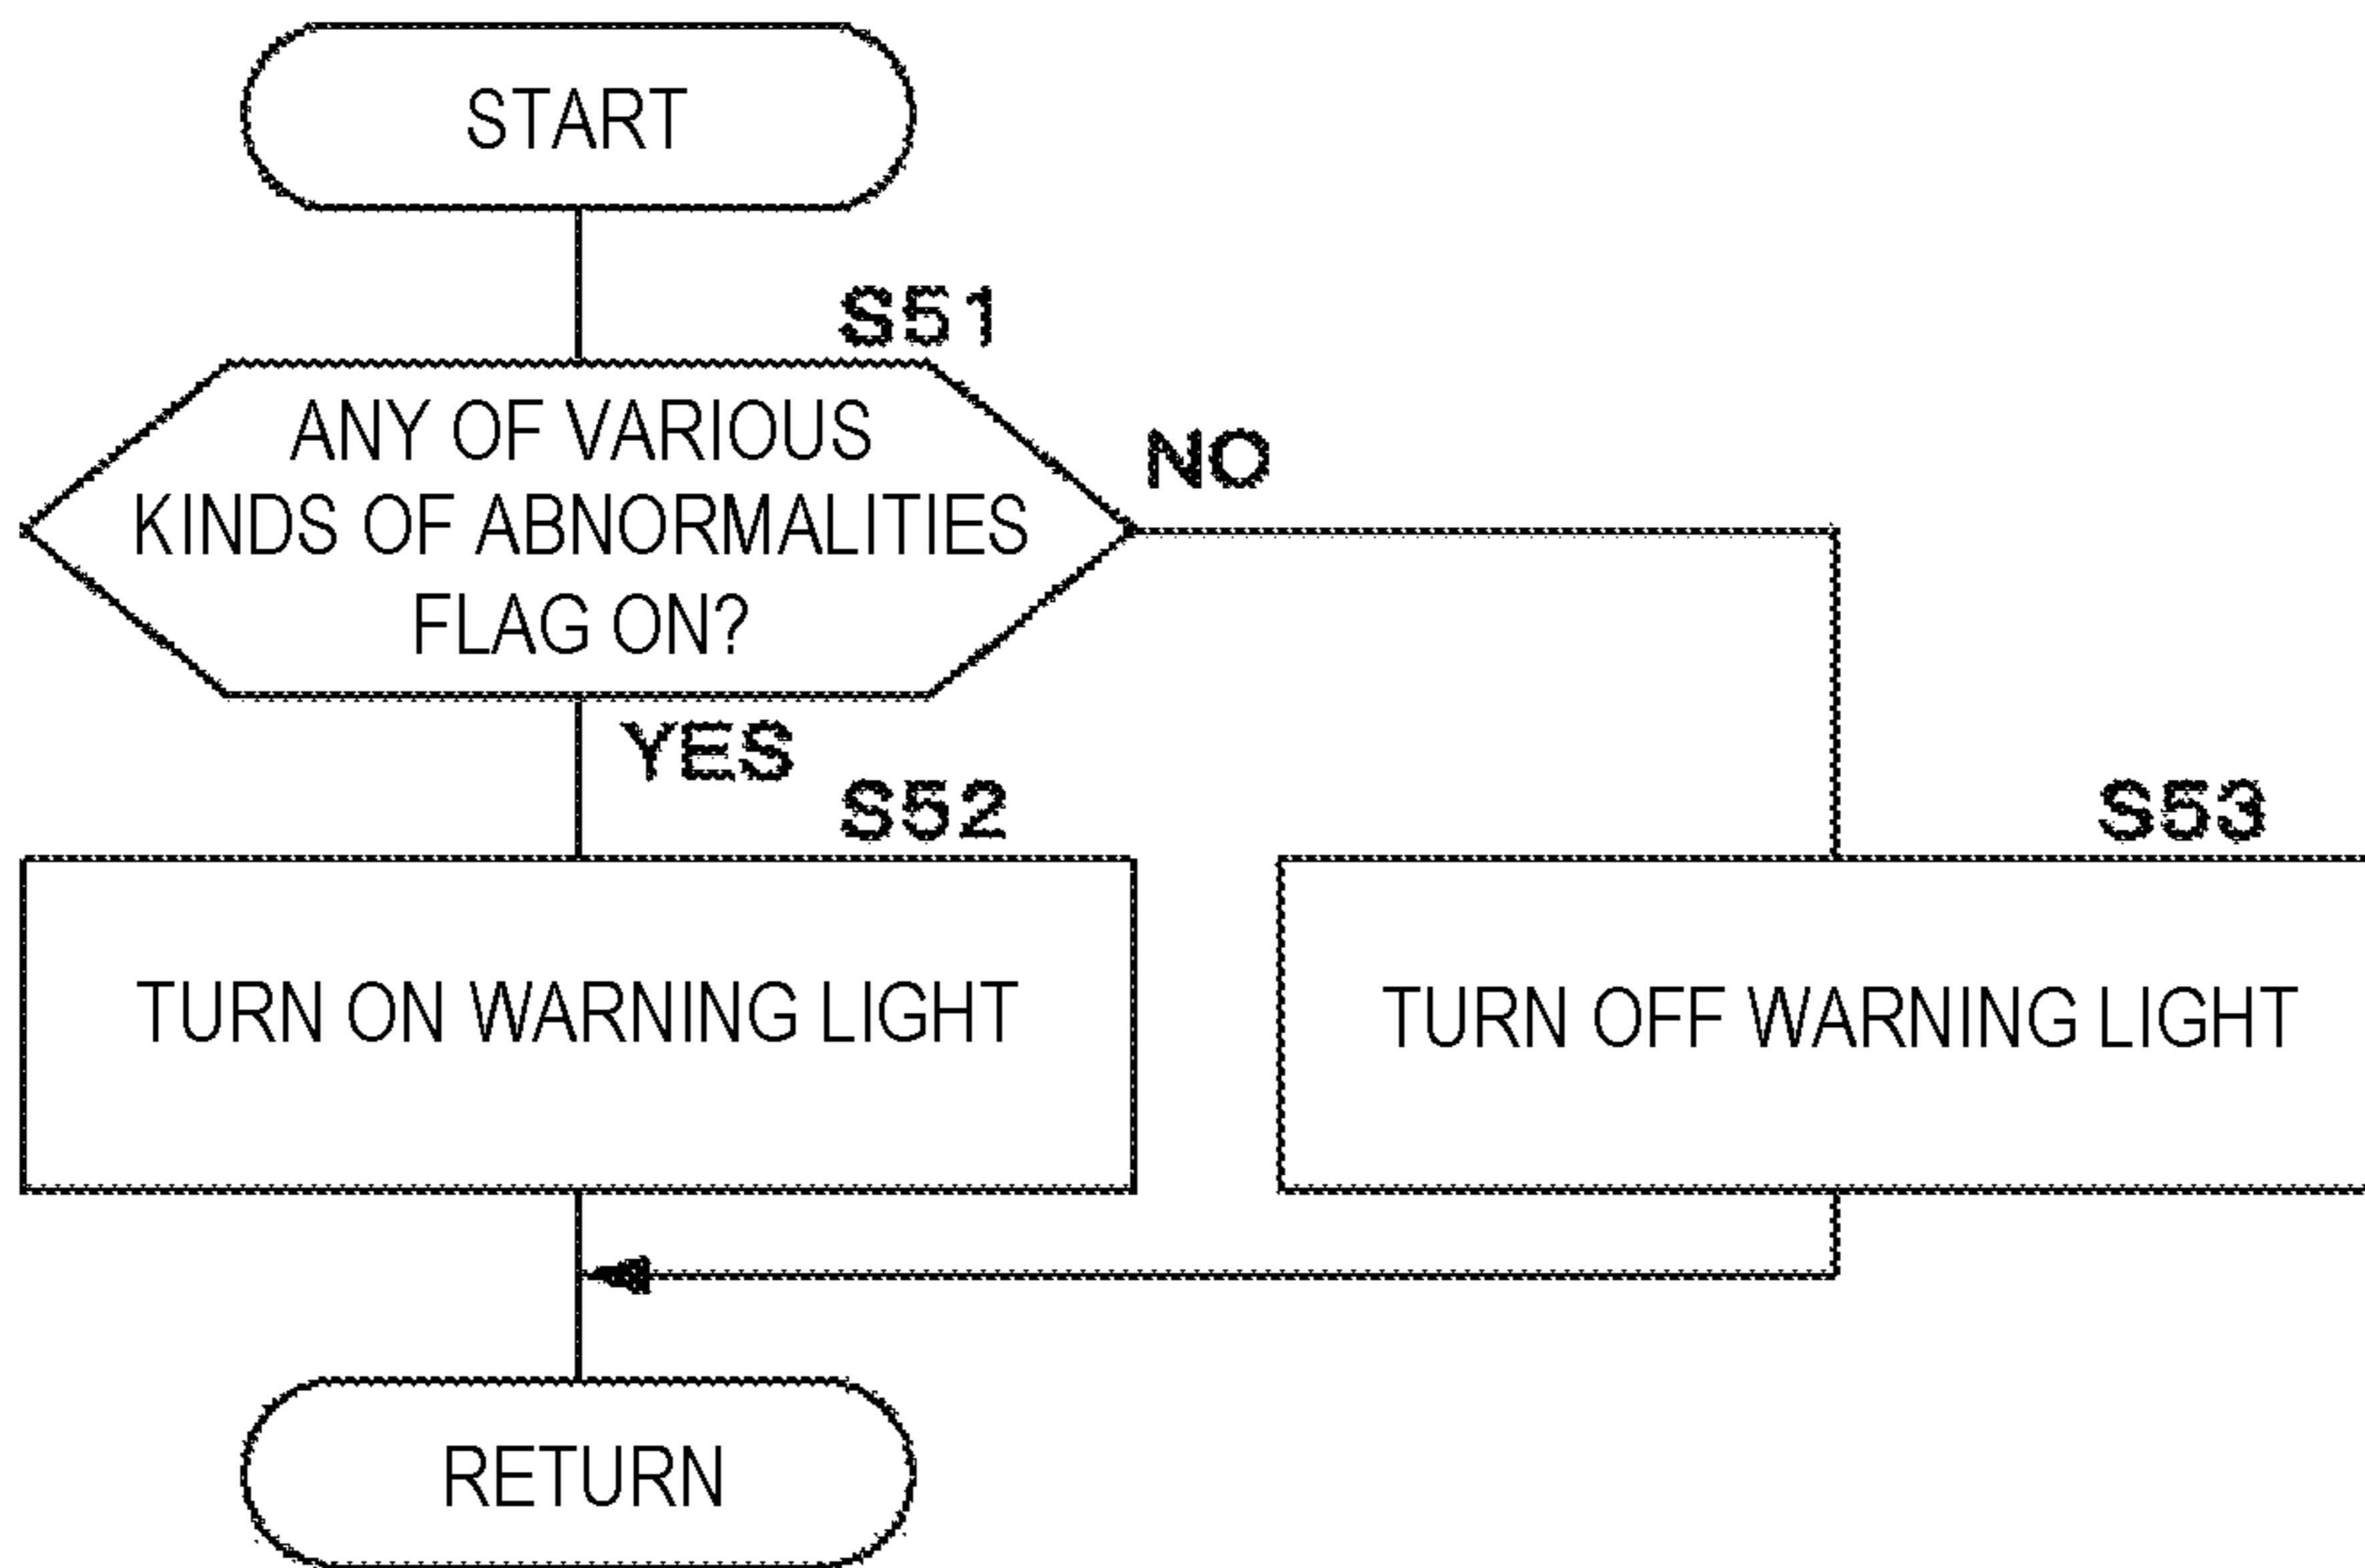 START
S51
ANY OF VARIOUS
KINDS OF ABNORMALITIES
FLAG ON?
NO
YES
S52
TURN ON WARNING LIGHT
S53
TURN OFF WARNING LIGHT
RETURN